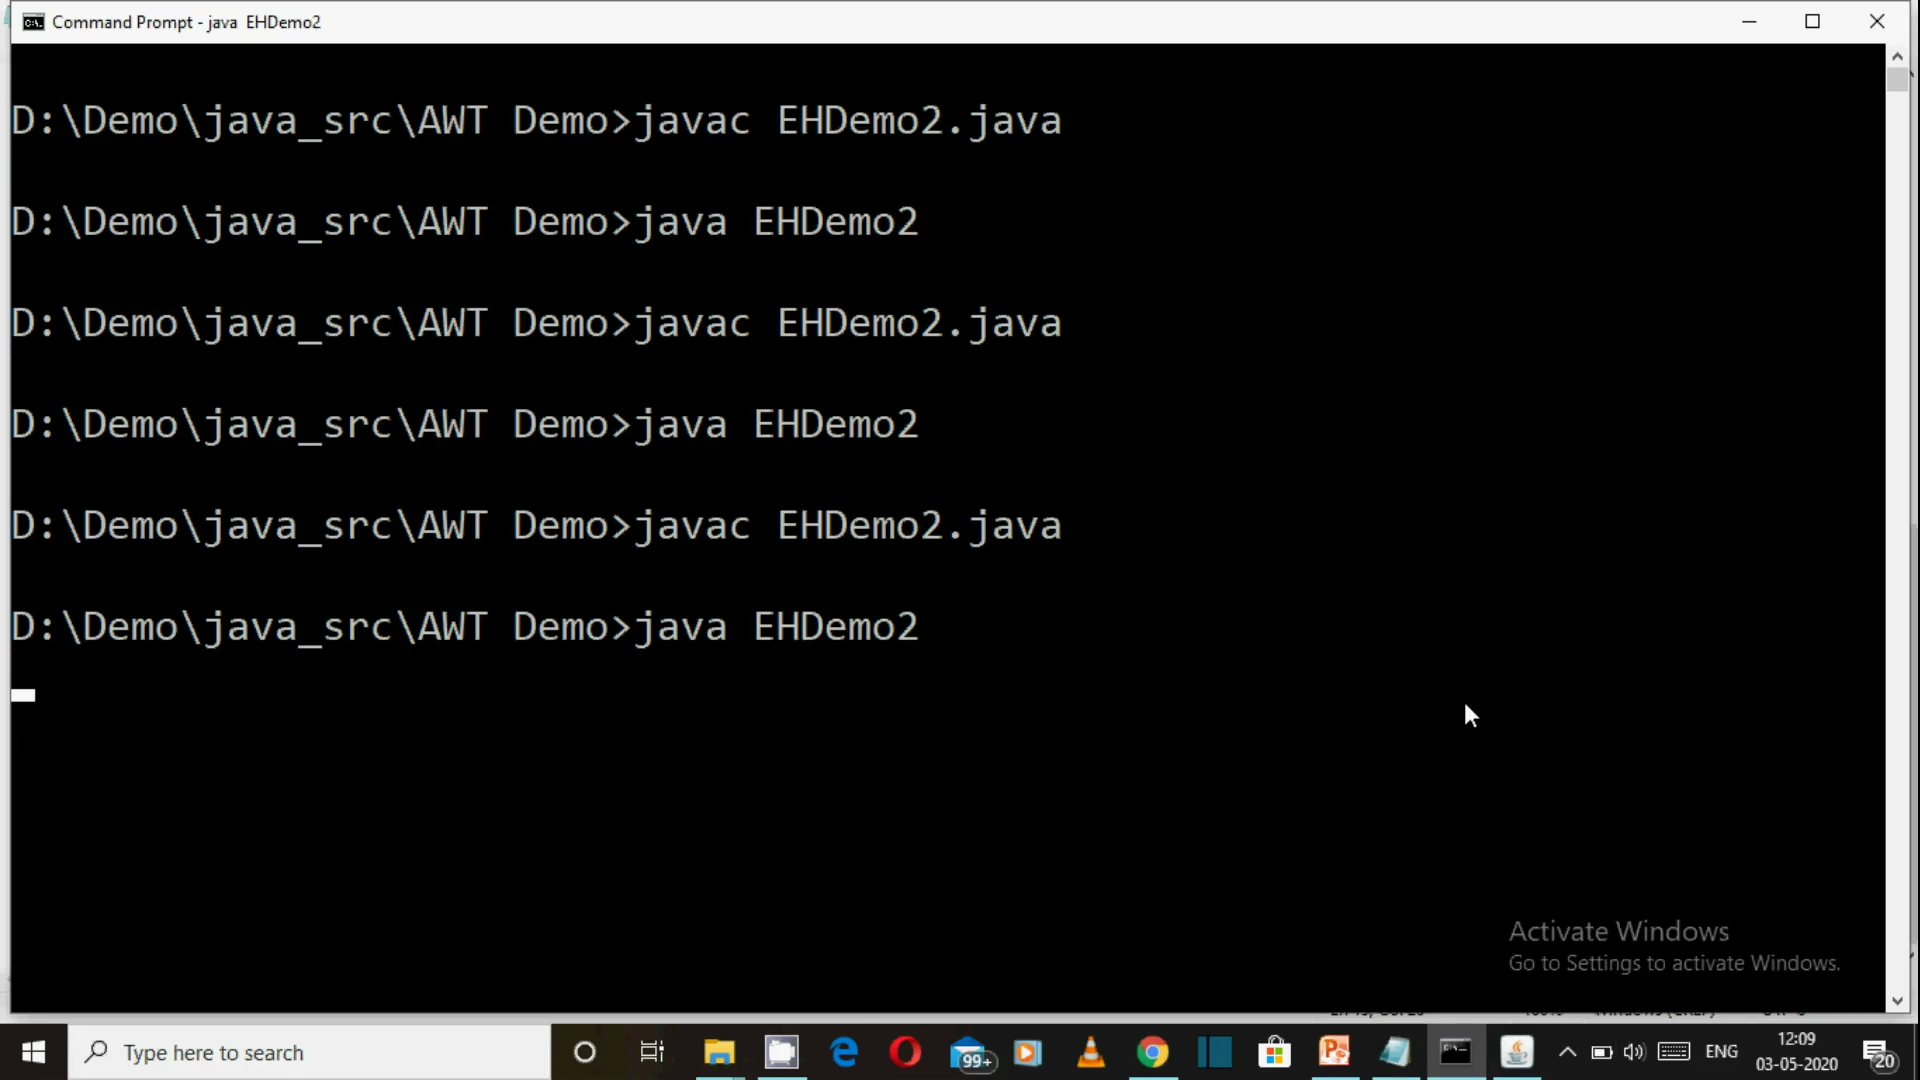 Command Prompt - java  EHDemo2
D:\Demo\java_src\AWT Demo>javac EHDemo2.java
D:\Demo\java_src\AWT Demo>java EHDemo2
D:\Demo\java_src\AWT Demo>javac EHDemo2.java
D:\Demo\java_src\AWT Demo>java EHDemo2
D:\Demo\java_src\AWT Demo>javac EHDemo2.java
D:\Demo\java_src\AWT Demo>java EHDemo2
Activate Windows
Go to Settings to activate Windows.
Type here to search
99+
ENG
12:09
03-05-2020
20